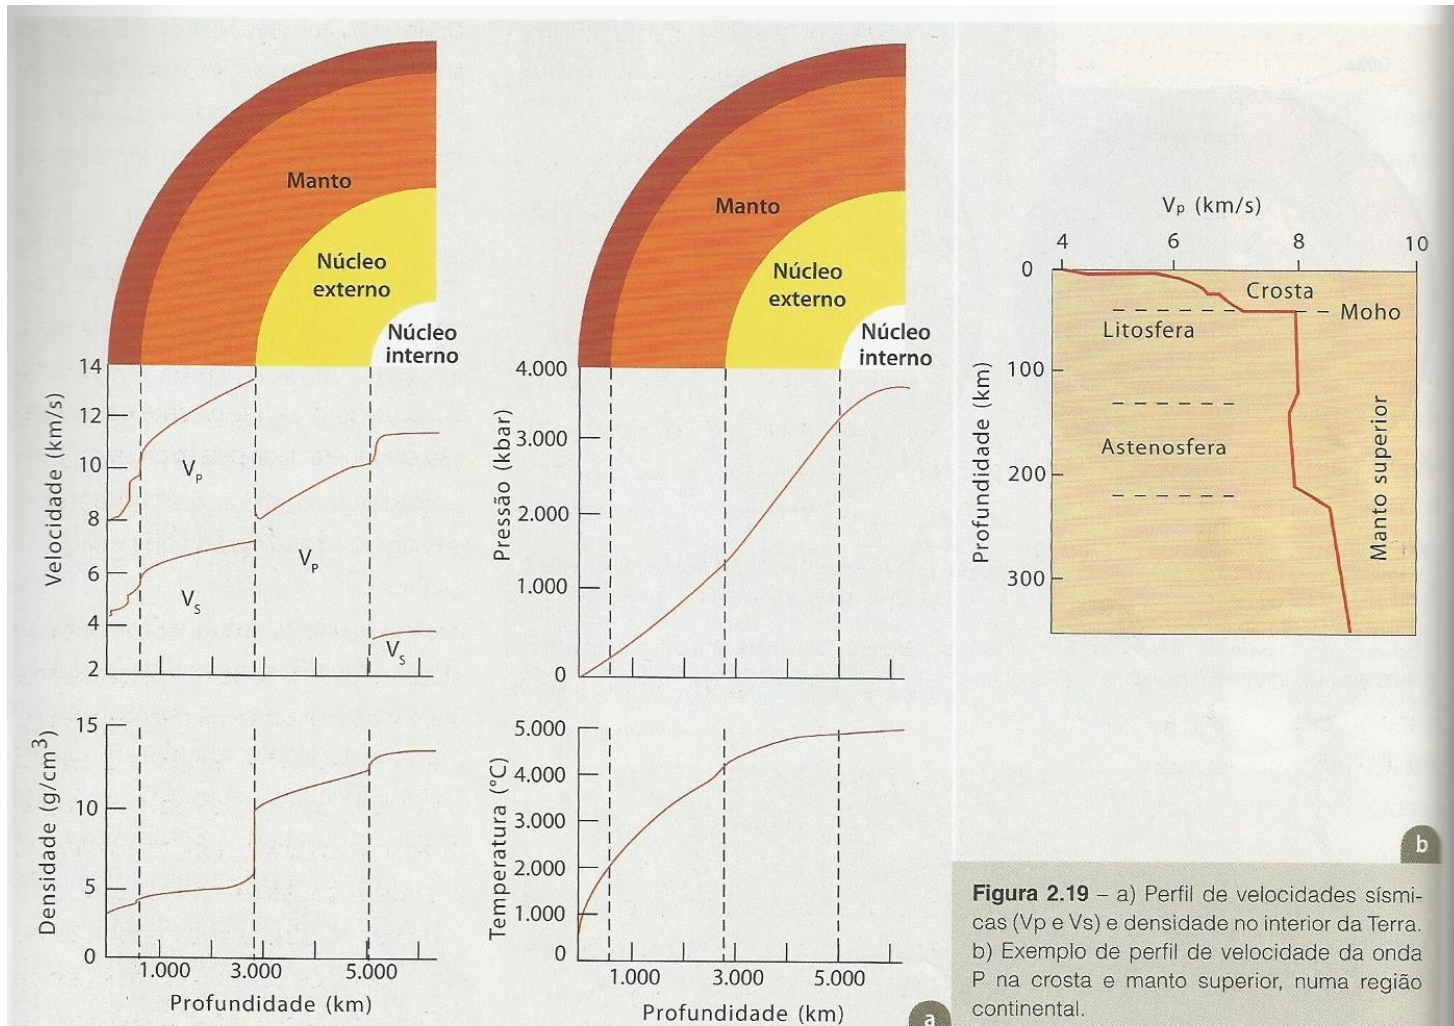 Manto
Núcleo
externo
Núcleo
interno
14
12
10
8
6
4
2
Velocidade (km/s)
VP
VS
VP
VS
15
10
5
0
Densidade (g/cm³)
1.000 3.000 5.000
Profundidade (km)
Manto
Núcleo
externo
Núcleo
interno
4.000
3.000
2.000
1.000
0
Pressão (kbar)
5.000
4.000
3.000
2.000
1.000
0
Temperatura (°C)
1.000 3.000 5.000
Profundidade (km)
a
Vp (km/s)
4 6 8 10
0
100
200
300
Profundidade (km)
Crosta
Moho
Litosfera
Astenosfera
Manto superior
b
Figura 2.19 – a) Perfil de velocidades sísmi-
cas (Vp e Vs) e densidade no interior da Terra.
b) Exemplo de perfil de velocidade da onda
P na crosta e manto superior, numa região
continental.